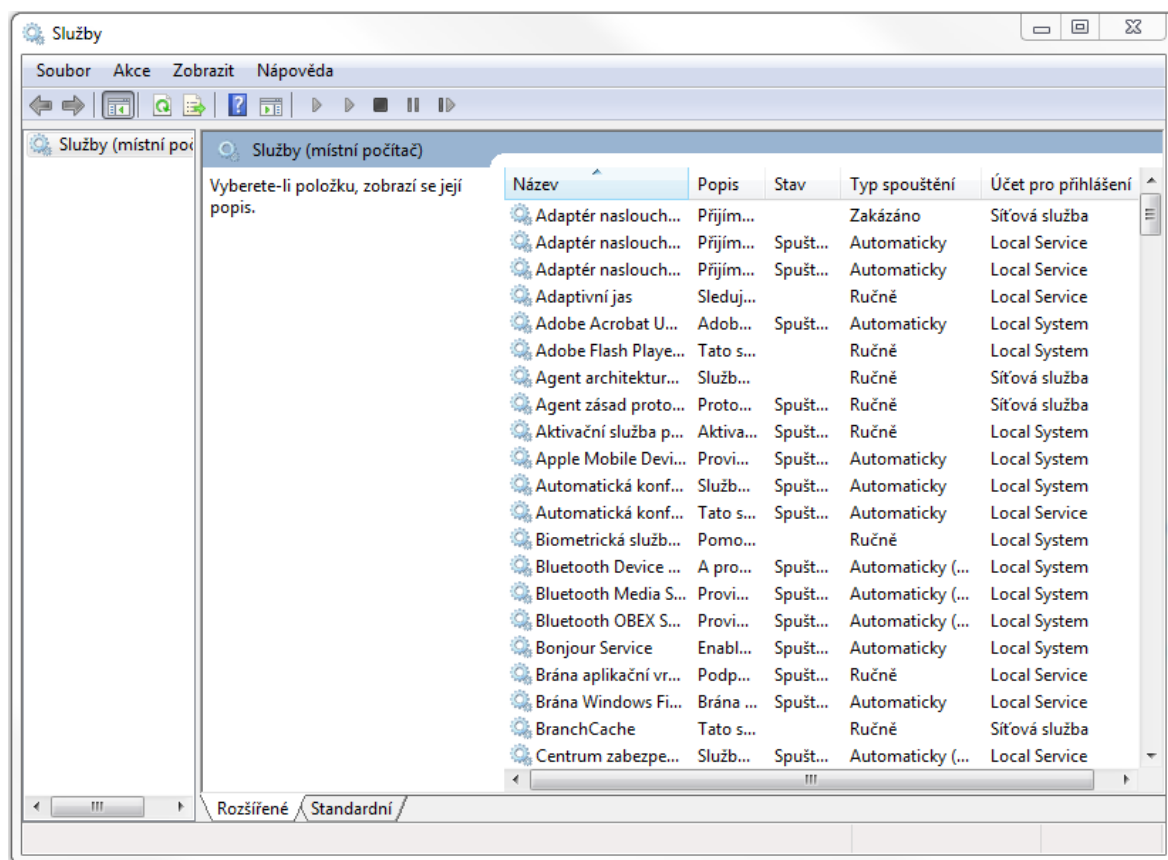 Služby
Soubor Akce Zobrazit Nápověda
Služby (místní poč
Služby (místní počítač)
Vyberete-li položku, zobrazí se její
popis.
Název Popis Stav Typ spouštění Účet pro přihlášení
Adaptér naslouch... Přijím... Zakázáno Síťová služba
Adaptér naslouch... Přijím... Spušt... Automaticky Local Service
Adaptér naslouch... Přijím... Spušt... Automaticky Local Service
Adaptivní jas Sleduj... Ručně Local Service
Adobe Acrobat U... Adob... Spušt... Automaticky Local System
Adobe Flash Playe... Tato s... Ručně Local System
Agent architektur... Služb... Ručně Síťová služba
Agent zásad proto... Proto... Spušt... Ručně Síťová služba
Aktivační služba p... Aktiva... Spušt... Ručně Local System
Apple Mobile Devi... Provi... Spušt... Automaticky Local System
Automatická konf... Služb... Spušt... Automaticky Local System
Automatická konf... Tato s... Spušt... Automaticky Local Service
Biometrická služb... Pomo... Ručně Local System
Bluetooth Device ... A pro... Spušt... Automaticky (... Local System
Bluetooth Media S... Provi... Spušt... Automaticky (... Local System
Bluetooth OBEX S... Provi... Spušt... Automaticky (... Local System
Bonjour Service Enabl... Spušt... Automaticky Local System
Brána aplikační vr... Podp... Spušt... Ručně Local Service
Brána Windows Fi... Brána ... Spušt... Automaticky Local Service
BranchCache Tato s... Ručně Síťová služba
Centrum zabezpe... Služb... Spušt... Automaticky (... Local Service
Rozšířené Standardní